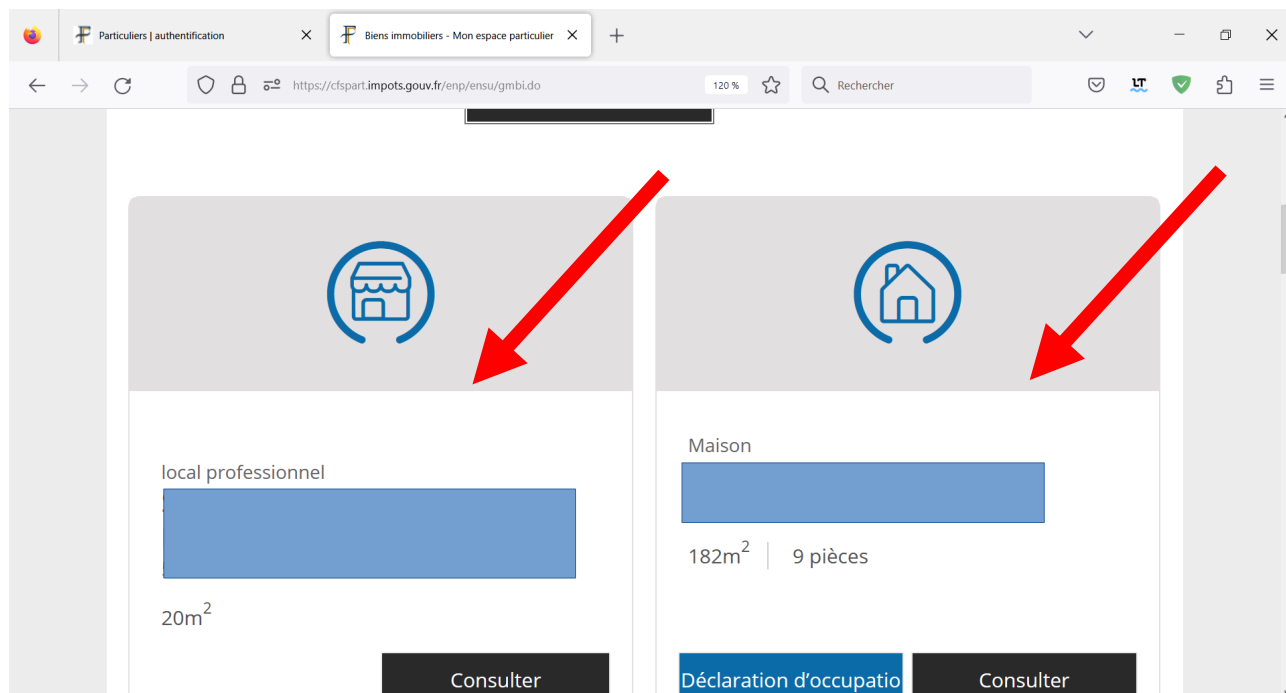 Particuliers | authentification
Biens immobiliers - Mon espace particulier
https://cfspart.impots.gouv.fr/enp/ensu/gmbi.do
120 %
Rechercher
LT
local professionnel
20m²
Consulter
Maison
182m²
9 pièces
Déclaration d'occupatio
Consulter